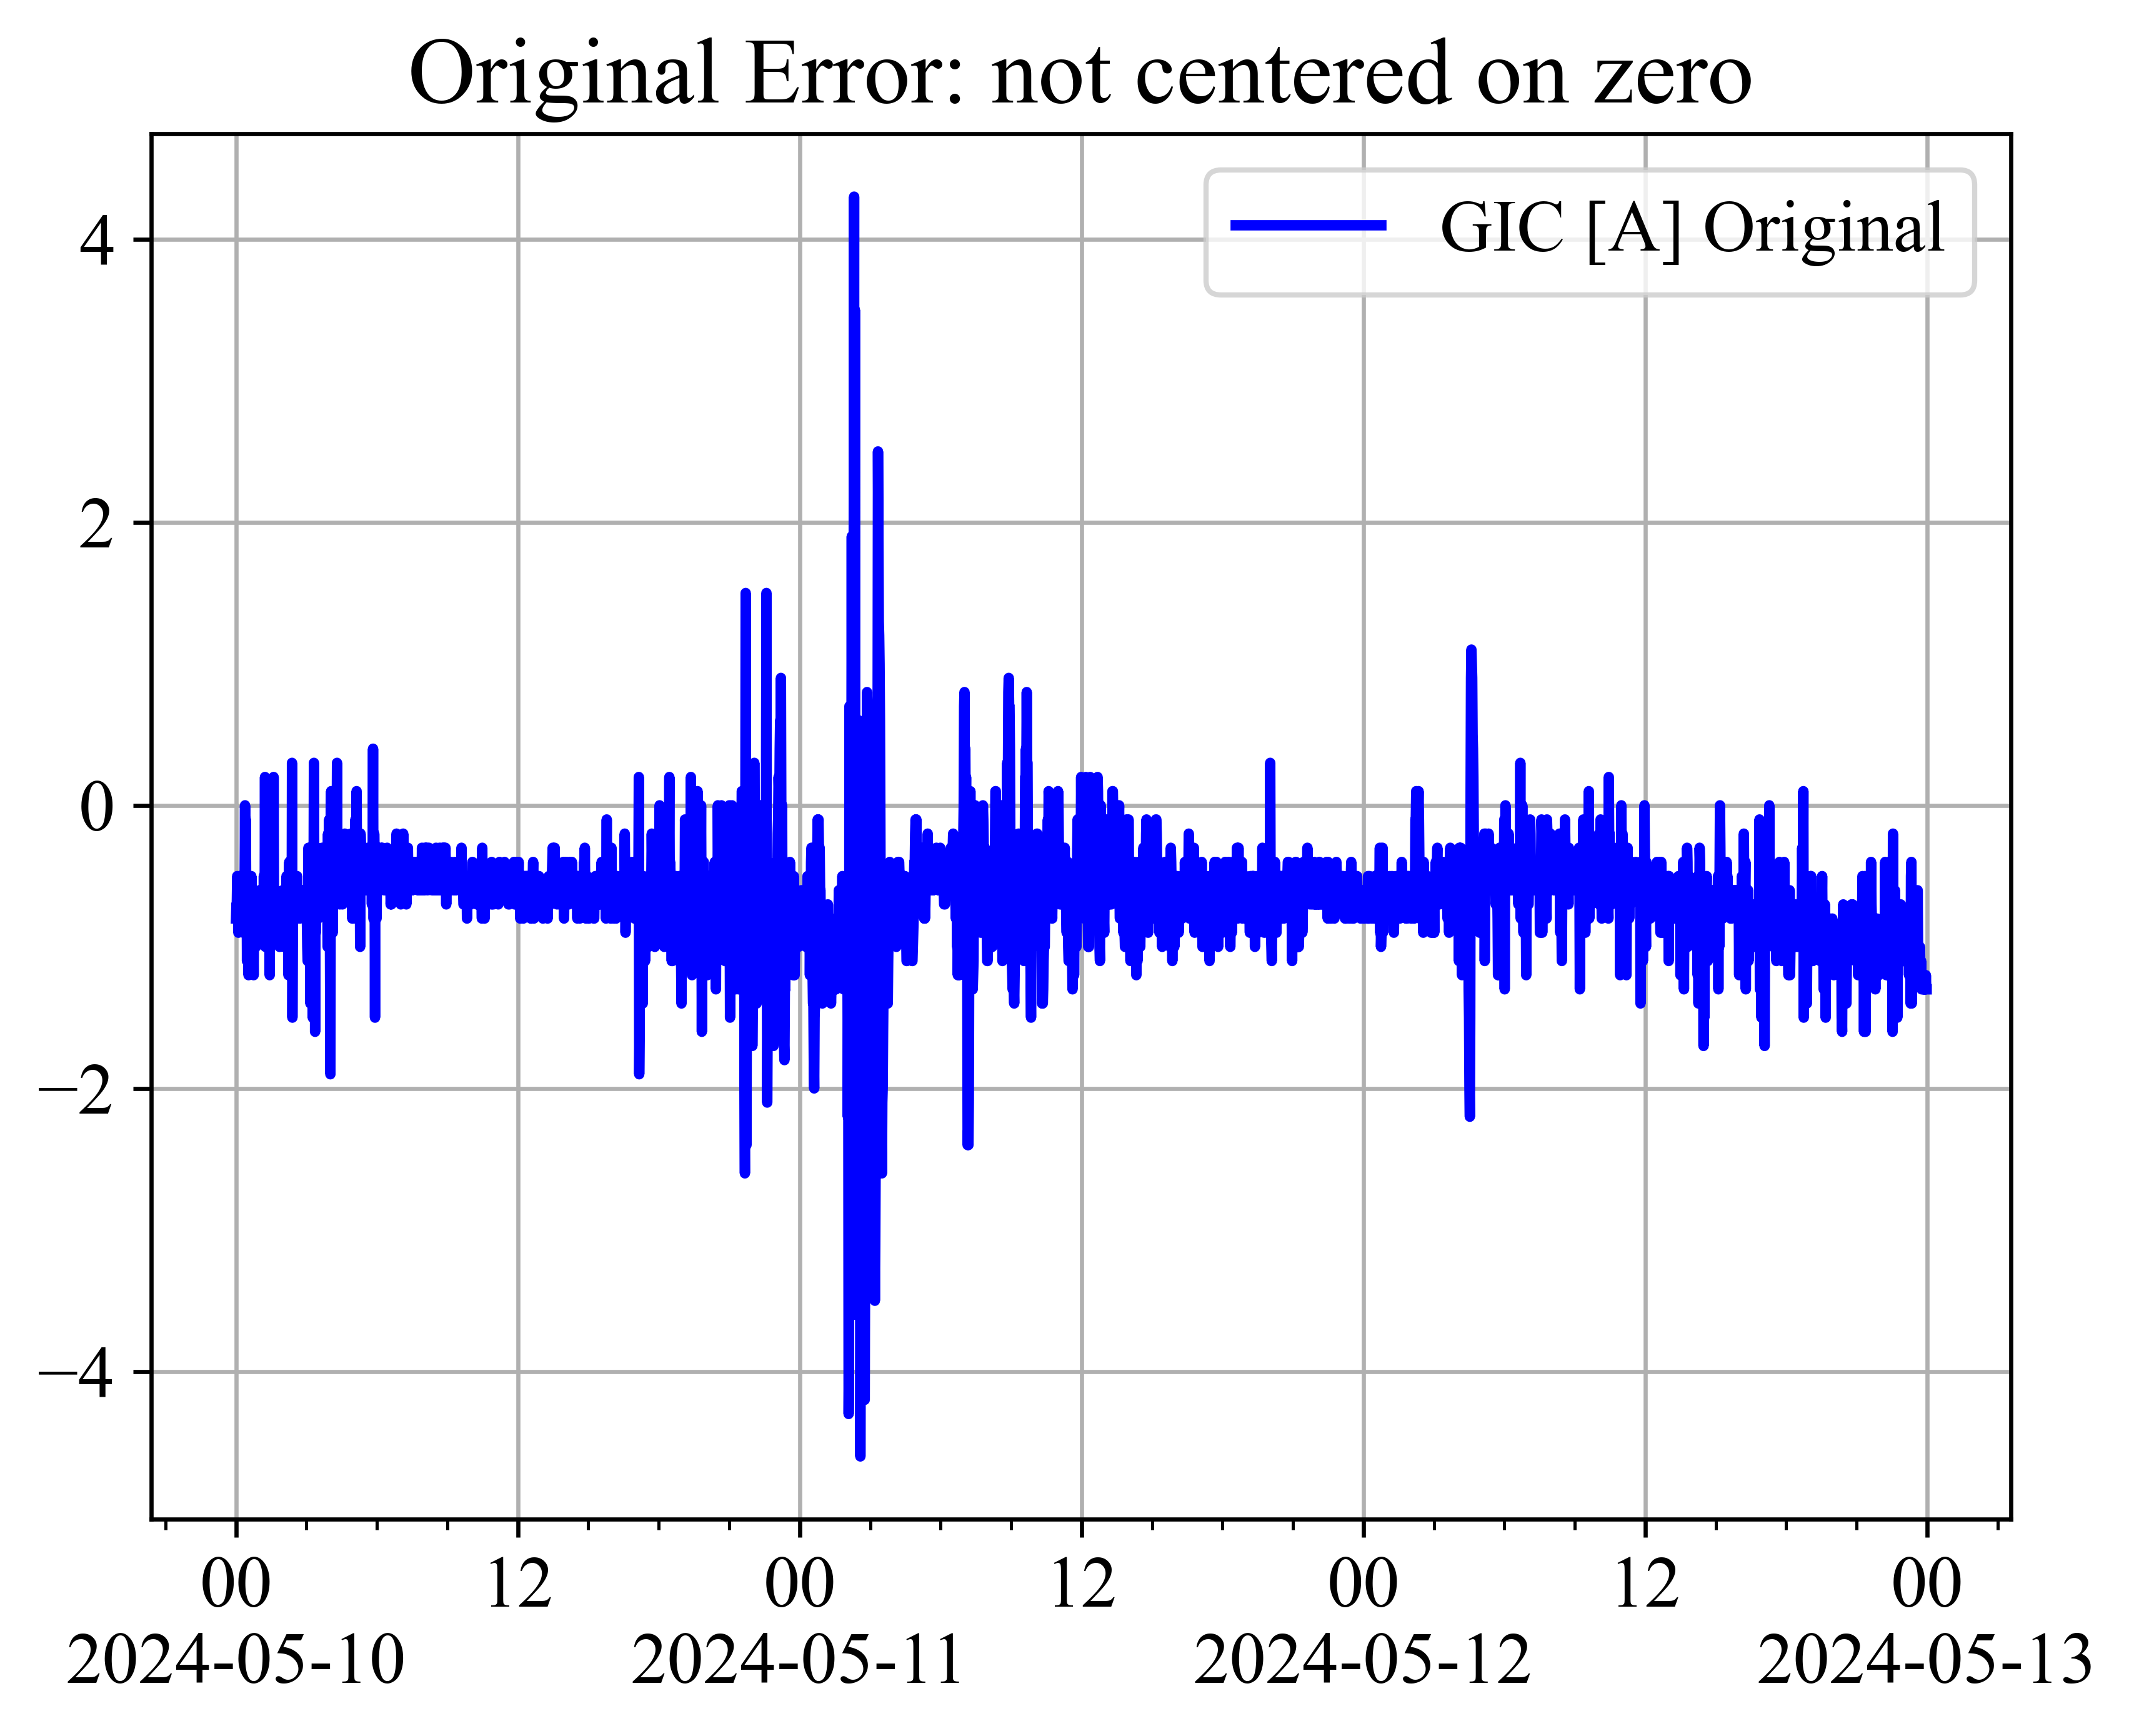 Original Error: not centered on zero
GIC [A] Original
4
2
0
−2
−4
00 12 00 12 00 12 00
2024-05-10 2024-05-11 2024-05-12 2024-05-13